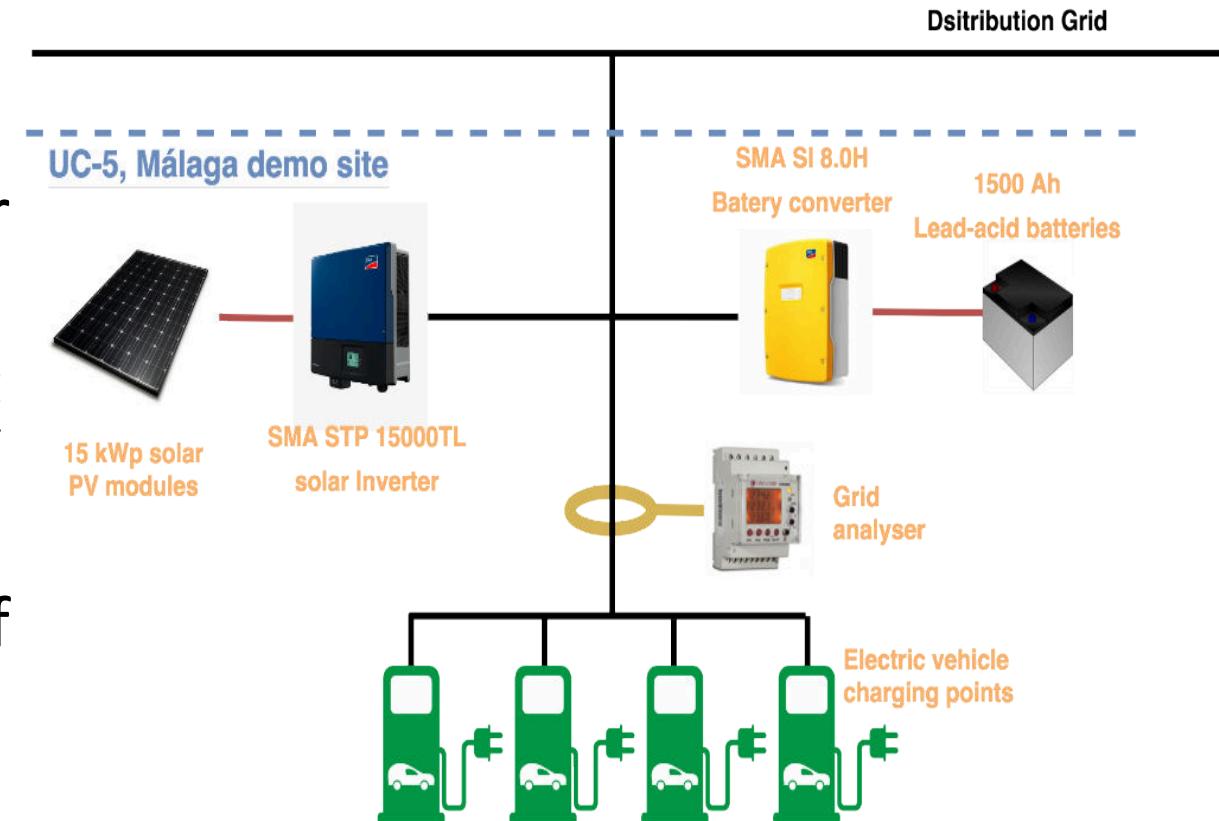 Dsitribution Grid
UC-5, Málaga demo site
SMA SI 8.0H
Batery converter
1500 Ah
Lead-acid batteries
15 kWp solar
PV modules
SMA STP 15000TL
solar Inverter
Grid
analyser
f
Electric vehicle
charging points